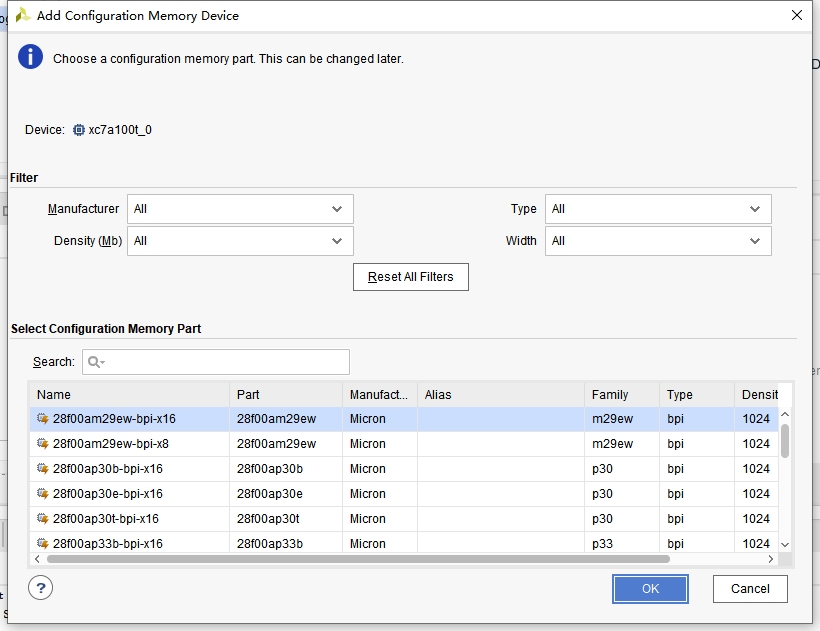 Add Configuration Memory Device
Choose a configuration memory part. This can be changed later.
Device: xc7a100t_0
Filter
Manufacturer All Type All
Density (Mb) All Width All
Reset All Filters
Select Configuration Memory Part
Search:
Name Part Manufact... Alias Family Type Densit
28f00am29ew-bpi-x16 28f00am29ew Micron m29ew bpi 1024
28f00am29ew-bpi-x8 28f00am29ew Micron m29ew bpi 1024
28f00ap30b-bpi-x16 28f00ap30b Micron p30 bpi 1024
28f00ap30e-bpi-x16 28f00ap30e Micron p30 bpi 1024
28f00ap30t-bpi-x16 28f00ap30t Micron p30 bpi 1024
28f00ap33b-bpi-x16 28f00ap33b Micron p33 bpi 1024
? OK Cancel